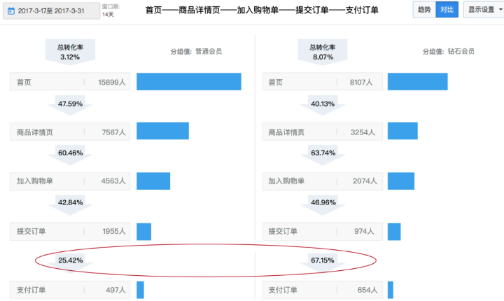 2017-3-17至 2017-3-31
窗口期:
14天
首页——商品详情页——加入购物单——提交订单——支付订单
趋势 对比 显示设置
总转化率
3.12%
分组值: 普通会员
首页 15899人
47.59%
商品详情页 7567人
60.46%
加入购物单 4563人
42.84%
提交订单 1955人
25.42%
支付订单 497人
总转化率
8.07%
分组值: 钻石会员
首页 8107人
40.13%
商品详情页 3254人
63.74%
加入购物单 2074人
46.96%
提交订单 974人
67.15%
支付订单 654人